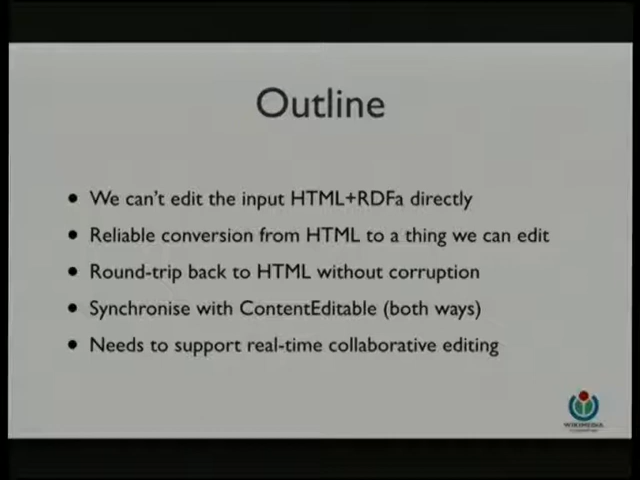 Outline
• We can't edit the input HTML+RDFa directly
• Reliable conversion from HTML to a thing we can edit
• Round-trip back to HTML without corruption
• Synchronise with ContentEditable (both ways)
• Needs to support real-time collaborative editing
WIKIMEDIA